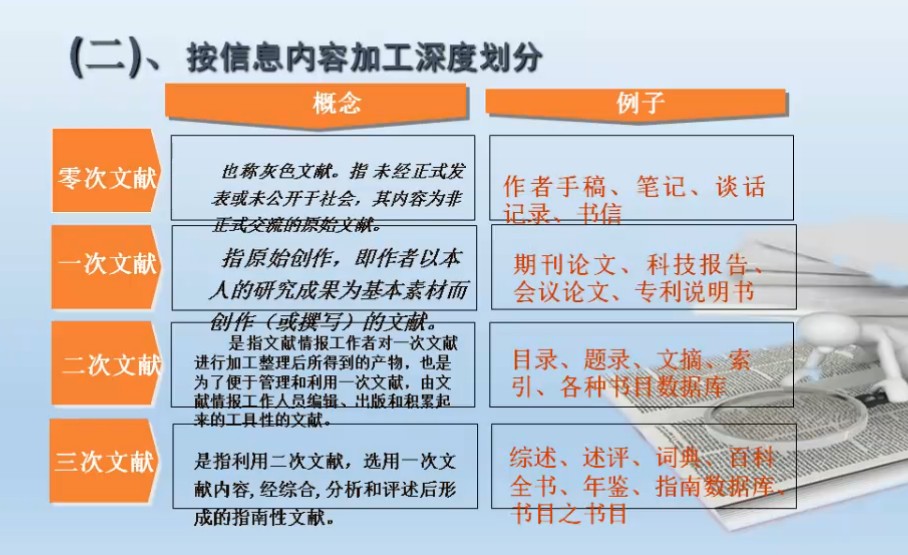 (二)、按信息内容加工深度划分
概念
例子
零次文献
也称灰色文献。指 未经正式发
表或未公开于社会，其内容为非
正式交流的原始文献。
作者手稿、笔记、谈话
记录、书信
一次文献
指原始创作，即作者以本
人的研究成果为基本素材而
创作（或撰写）的文献。
期刊论文、科技报告、
会议论文、专利说明书
二次文献
是指文献情报工作者对一次文献
进行加工整理后所得到的产物，也是
为了便于管理和利用一次文献，由文
献情报工作人员编辑、出版和积累起
来的工具性的文献。
目录、题录、文摘、索
引、各种书目数据库
三次文献
是指利用二次文献，选用一次文
献内容,经综合,分析和评述后形
成的指南性文献。
综述、述评、词典、百科
全书、年鉴、指南数据库、
书目之书目